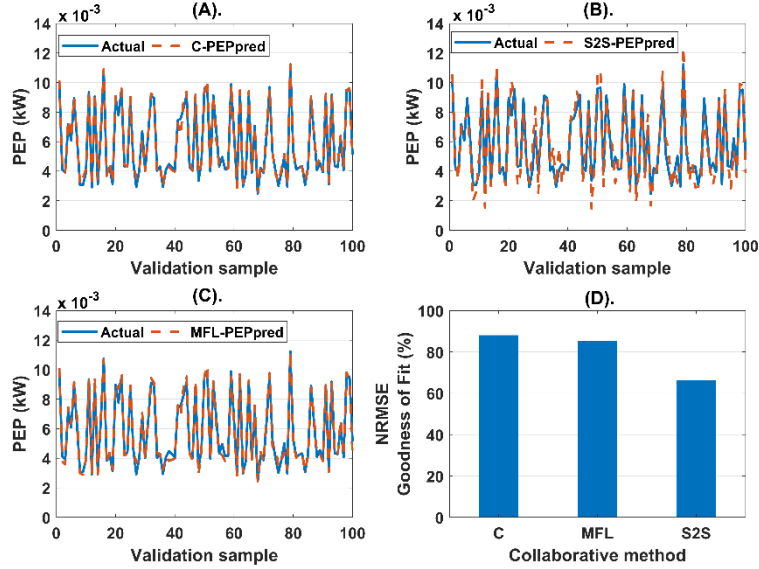 (A).
× 10⁻³
Actual C-PEPpred
14
12
10
8
6
4
2
0
PEP (kW)
0 20 40 60 80 100
Validation sample
(B).
× 10⁻³
Actual S2S-PEPpred
14
12
10
8
6
4
2
0
PEP (kW)
0 20 40 60 80 100
Validation sample
(C).
× 10⁻³
Actual MFL-PEPpred
14
12
10
8
6
4
2
0
PEP (kW)
0 20 40 60 80 100
Validation sample
(D).
100
80
60
40
20
0
NRMSE
Goodness of Fit (%)
C MFL S2S
Collaborative method